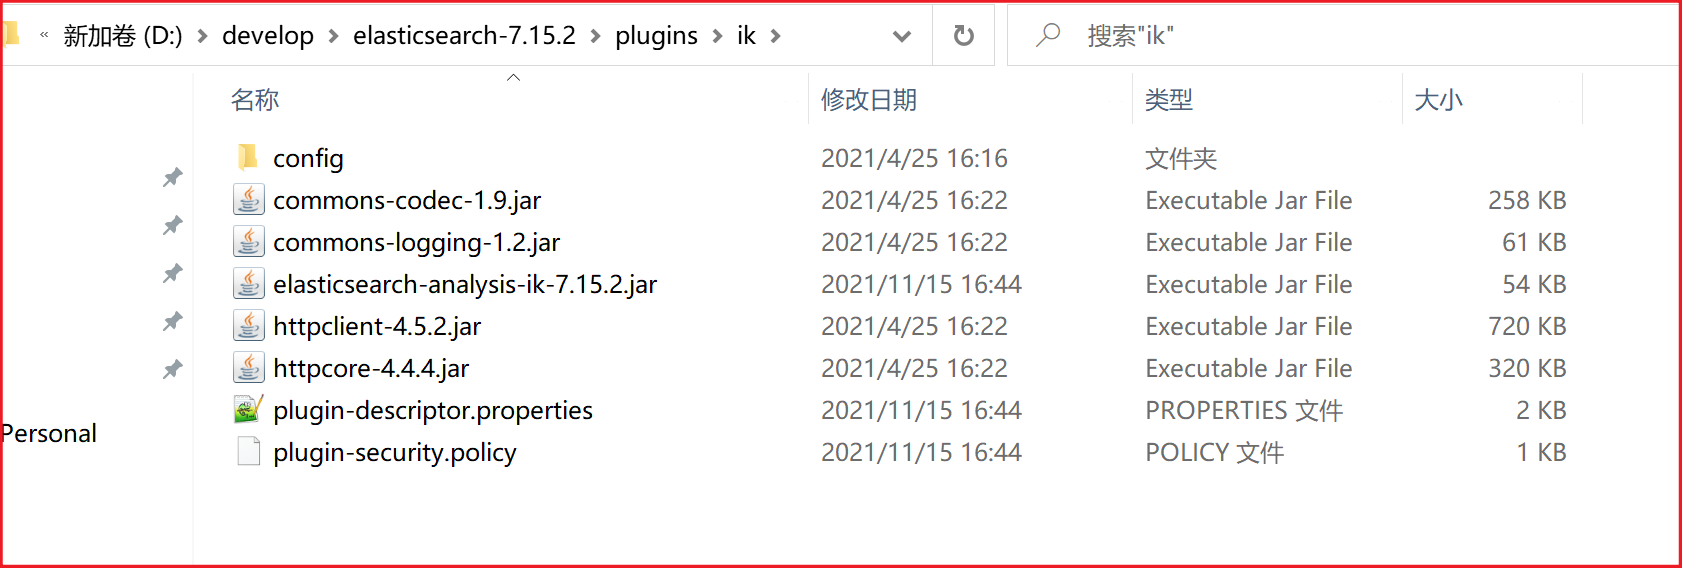 « 新加卷 (D:) > develop > elasticsearch-7.15.2 > plugins > ik > 搜索"ik"
名称 修改日期 类型 大小
config 2021/4/25 16:16 文件夹
commons-codec-1.9.jar 2021/4/25 16:22 Executable Jar File 258 KB
commons-logging-1.2.jar 2021/4/25 16:22 Executable Jar File 61 KB
elasticsearch-analysis-ik-7.15.2.jar 2021/11/15 16:44 Executable Jar File 54 KB
httpclient-4.5.2.jar 2021/4/25 16:22 Executable Jar File 720 KB
httpcore-4.4.4.jar 2021/4/25 16:22 Executable Jar File 320 KB
plugin-descriptor.properties 2021/11/15 16:44 PROPERTIES 文件 2 KB
Personal
plugin-security.policy 2021/11/15 16:44 POLICY 文件 1 KB